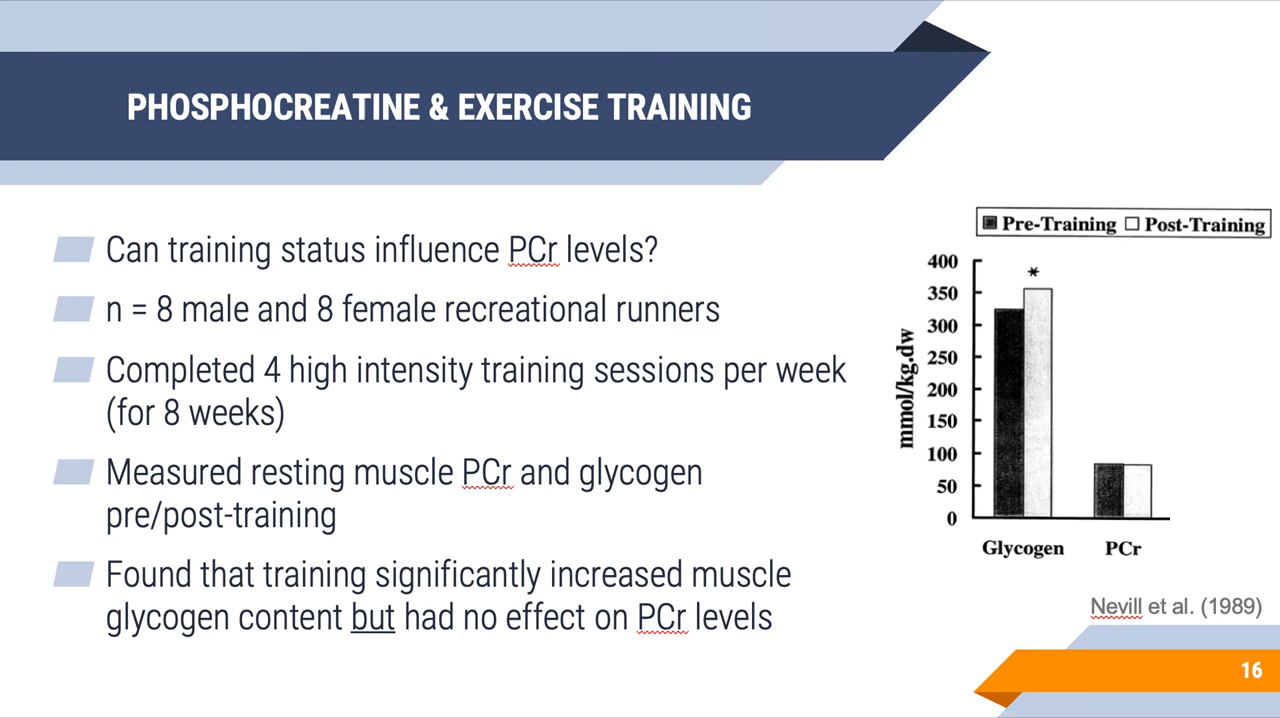 PHOSPHOCREATINE & EXERCISE TRAINING
Can training status influence PCr levels?
n = 8 male and 8 female recreational runners
Completed 4 high intensity training sessions per week
(for 8 weeks)
Measured resting muscle PCr and glycogen
pre/post-training
Found that training significantly increased muscle
glycogen content but had no effect on PCr levels
Pre-Training Post-Training
mmol/kg.dw
400
350
300
250
200
150
100
50
0
*
Glycogen PCr
Nevill et al. (1989)
16